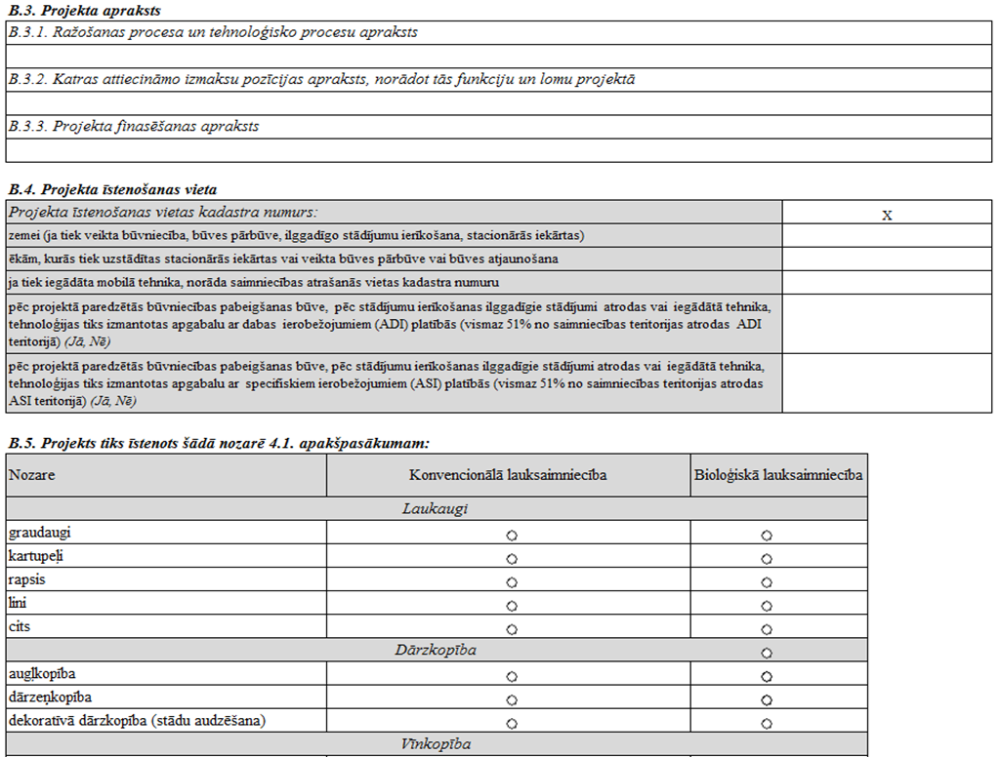 B.3. Projekta apraksts
B.3.1. Ražošanas procesa un tehnoloģisko procesu apraksts
B.3.2. Katras attiecināmo izmaksu pozīcijas apraksts, norādot tās funkciju un lomu projektā
B.3.3. Projekta finasēšanas apraksts
B.4. Projekta īstenošanas vieta
Projekta īstenošanas vietas kadastra numurs:
X
zemei (ja tiek veikta būvniecība, būves pārbūve, ilggadīgo stādījumu ierīkošana, stacionārās iekārtas)
ēkām, kurās tiek uzstādītas stacionārās iekārtas vai veikta būves pārbūve vai būves atjaunošana
ja tiek iegādāta mobilā tehnika, norāda saimniecības atrašanās vietas kadastra numuru
pēc projektā paredzētās būvniecības pabeigšanas būve, pēc stādījumu ierīkošanas ilggadīgie stādījumi atrodas vai iegādātā tehnika,
tehnoloģijas tiks izmantotas apgabalu ar dabas ierobežojumiem (ADI) platībās (vismaz 51% no saimniecības teritorijas atrodas ADI
teritorijā) (Jā, Nē)
pēc projektā paredzētās būvniecības pabeigšanas būve, pēc stādījumu ierīkošanas ilggadīgie stādījumi atrodas vai iegādātā tehnika,
tehnoloģijas tiks izmantotas apgabalu ar specifiskiem ierobežojumiem (ASI) platībās (vismaz 51% no saimniecības teritorijas atrodas
ASI teritorijā) (Jā, Nē)
B.5. Projekts tiks īstenots šādā nozarē 4.1. apakšpasākumam:
Nozare
Konvencionālā lauksaimniecība
Bioloģiskā lauksaimniecība
Laukaugi
graudaugi
kartupeļi
rapsis
lini
cits
Dārzkopība
augļkopība
dārzeņkopība
dekoratīvā dārzkopība (stādu audzēšana)
Vīnkopība